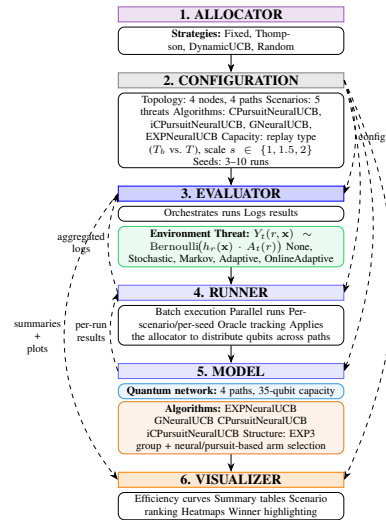 1. ALLOCATOR
Strategies: Fixed, Thomp-
son, DynamicUCB, Random
2. CONFIGURATION
Topology: 4 nodes, 4 paths Scenarios: 5
threats Algorithms: CPursuitNeuralUCB,
iCPursuitNeuralUCB, GNeuralUCB,
EXPNeuralUCB Capacity: replay type
(T_b vs. T), scale s ∈ {1, 1.5, 2}
Seeds: 3–10 runs
config
3. EVALUATOR
Orchestrates runs Logs results
Environment Threat: Y_t(r, x) ∼
Bernoulli(h_r(x) · A_t(r)) None,
Stochastic, Markov, Adaptive, OnlineAdaptive
aggregated
logs
4. RUNNER
Batch execution Parallel runs Per-
scenario/per-seed Oracle tracking Applies
the allocator to distribute qubits across paths
summaries
+
plots
per-run
results
5. MODEL
Quantum network: 4 paths, 35-qubit capacity
Algorithms: EXPNeuralUCB
GNeuralUCB CPursuitNeuralUCB
iCPursuitNeuralUCB Structure: EXP3
group + neural/pursuit-based arm selection
6. VISUALIZER
Efficiency curves Summary tables Scenario
ranking Heatmaps Winner highlighting